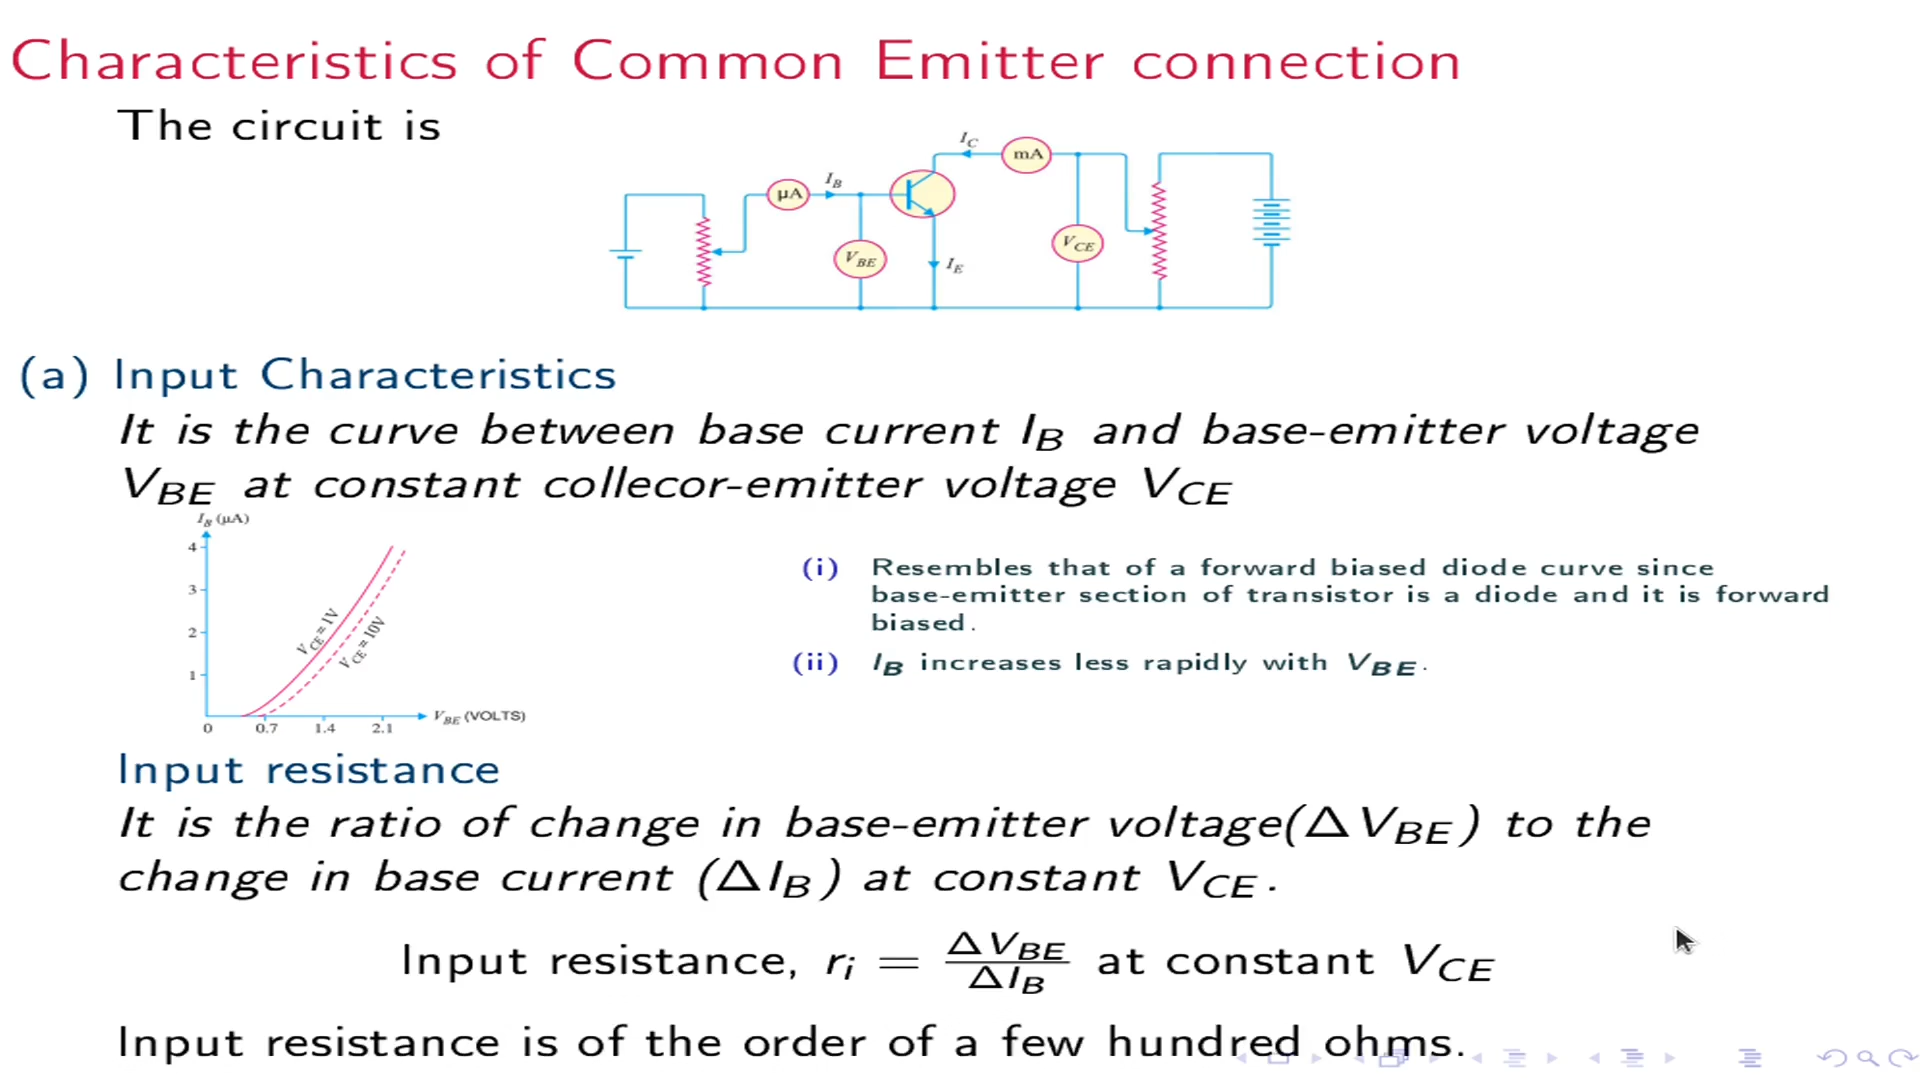 Characteristics of Common Emitter connection
The circuit is
I_C
mA
I_B
μA
V_BE
I_E
V_CE
(a) Input Characteristics
It is the curve between base current I_B and base-emitter voltage
V_BE at constant collecor-emitter voltage V_CE
I_B (μA)
4
3
2
1
V_CE = 1V
V_CE = 10V
0 0.7 1.4 2.1
V_BE (VOLTS)
(i) Resembles that of a forward biased diode curve since
base-emitter section of transistor is a diode and it is forward
biased.
(ii) I_B increases less rapidly with V_BE.
Input resistance
It is the ratio of change in base-emitter voltage(ΔV_BE) to the
change in base current (ΔI_B) at constant V_CE.
Input resistance, r_i = ΔV_BE/ΔI_B at constant V_CE
Input resistance is of the order of a few hundred ohms.